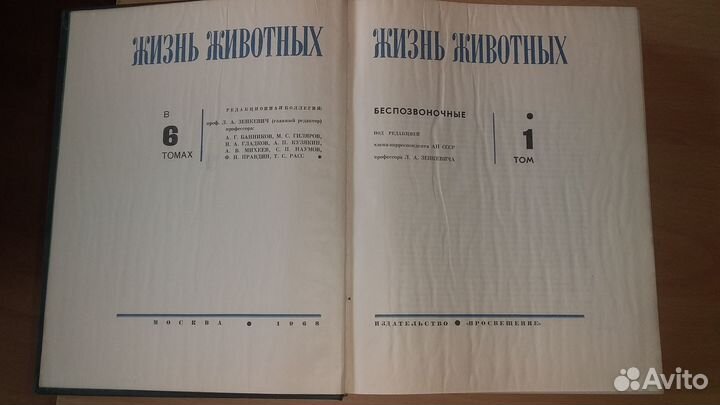 ЖИЗНЬ ЖИВОТНЫХ
В
6
ТОМАХ
РЕДАКЦИОННАЯ КОЛЛЕГИЯ:
проф. Л. А. ЗЕНКЕВИЧ (главный редактор)
профессора:
А. Г. БАННИКОВ, М. С. ГИЛЯРОВ,
Н. А. ГЛАДКОВ, А. П. КУЗЯКИН,
А. В. МИХЕЕВ, С. П. НАУМОВ,
Ф. Н. ПРАВДИН, Т. С. РАСС
МОСКВА • 1968
ЖИЗНЬ ЖИВОТНЫХ
БЕСПОЗВОНОЧНЫЕ
ПОД РЕДАКЦИЕЙ
члена-корреспондента АН СССР
профессора Л. А. ЗЕНКЕВИЧА
1
ТОМ
ИЗДАТЕЛЬСТВО • «ПРОСВЕЩЕНИЕ»
Avito